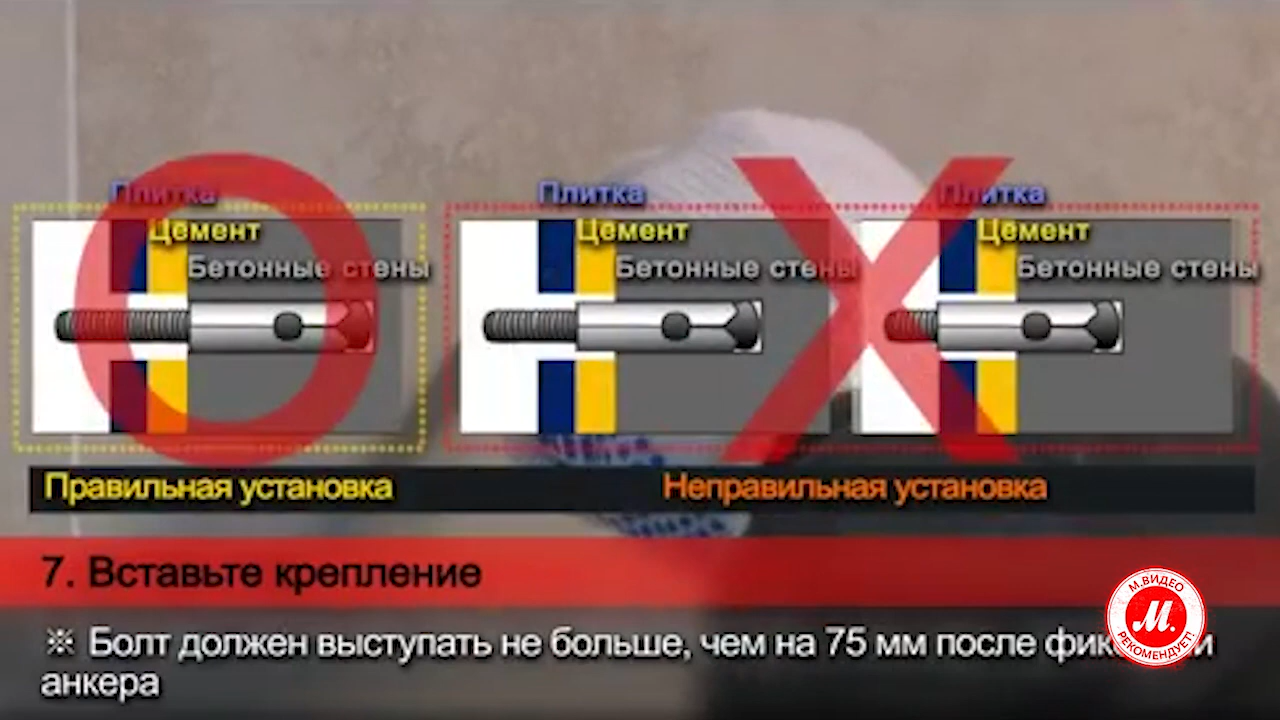 Плитка
Цемент
Бетонные стены
Плитка
Цемент
Бетонные стены
Плитка
Цемент
Бетонные стены
Правильная установка
Неправильная установка
7. Вставьте крепление
※ Болт должен выступать не больше, чем на 75 мм после
анкера
М.ВИДЕО
М.
РЕКОМЕНДУЕТ!